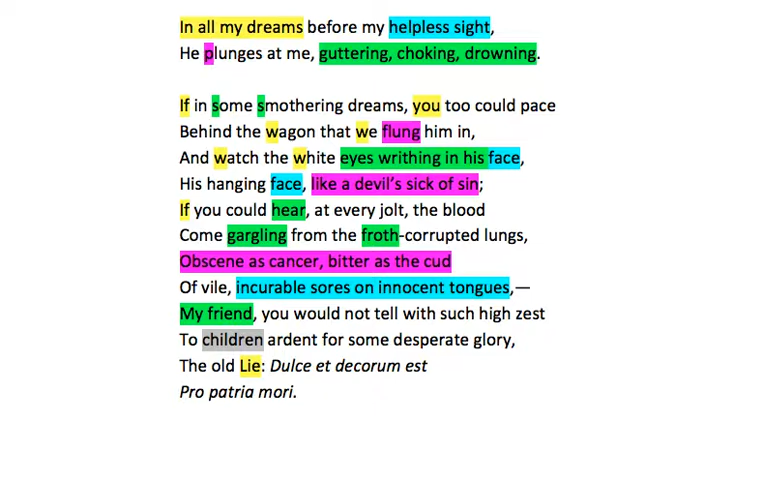 In all my dreams before my helpless sight,
He plunges at me, guttering, choking, drowning.
If in some smothering dreams, you too could pace
Behind the wagon that we flung him in,
And watch the white eyes writhing in his face,
His hanging face, like a devil’s sick of sin;
If you could hear, at every jolt, the blood
Come gargling from the froth-corrupted lungs,
Obscene as cancer, bitter as the cud
Of vile, incurable sores on innocent tongues,—
My friend, you would not tell with such high zest
To children ardent for some desperate glory,
The old Lie: Dulce et decorum est
Pro patria mori.